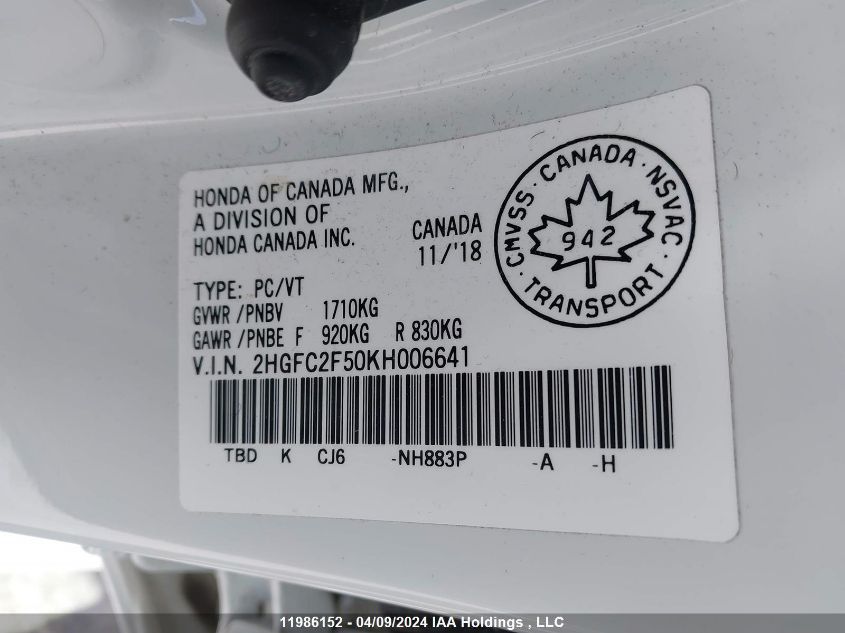 HONDA OF CANADA MFG.,
A DIVISION OF
HONDA CANADA INC.
CANADA
11/'18
CMVSS · CANADA · NSVAC · TRANSPORT ·
942
TYPE: PC/VT
GVWR /PNBV 1710KG
GAWR /PNBE F 920KG R 830KG
V.I.N. 2HGFC2F50KH006641
TBD K CJ6 -NH883P -A -H
11986152 - 04/09/2024 IAA Holdings , LLC